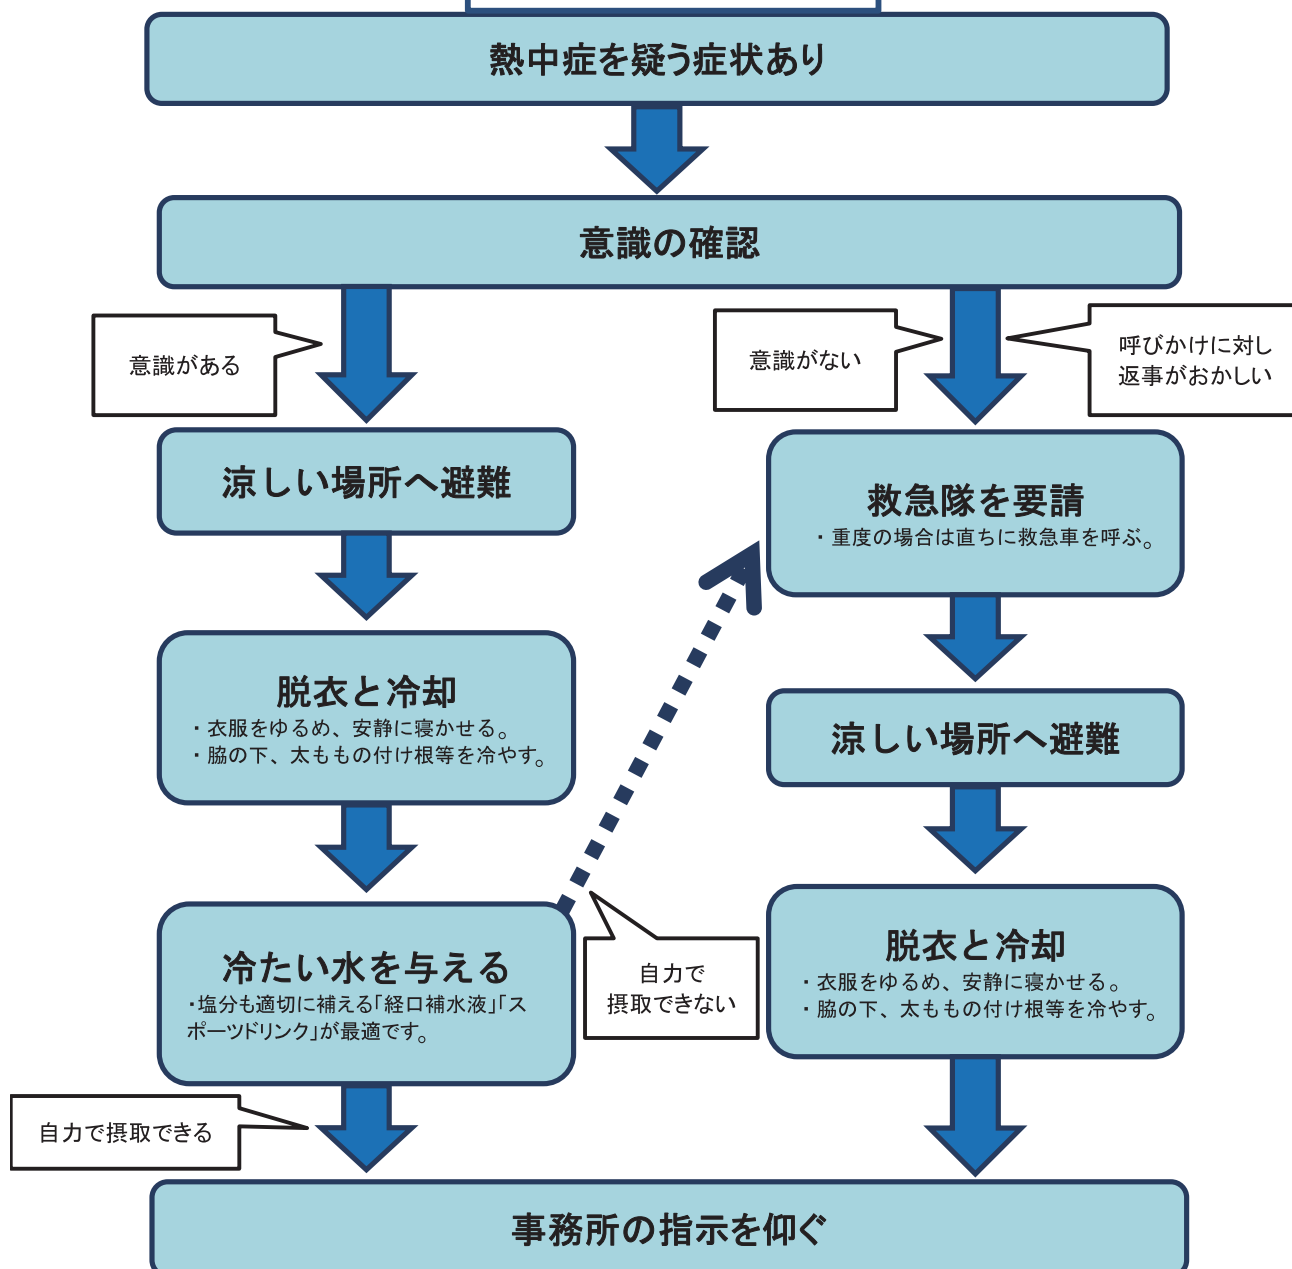 熱中症を疑う症状あり
意識の確認
意識がある
意識がない
呼びかけに対し
返事がおかしい
涼しい場所へ避難
救急隊を要請
・重度の場合は直ちに救急車を呼ぶ。
脱衣と冷却
・衣服をゆるめ、安静に寝かせる。
・脇の下、太ももの付け根等を冷やす。
涼しい場所へ避難
冷たい水を与える
・塩分も適切に補える「経口補水液」「ス
ポーツドリンク」が最適です。
自力で
摂取できない
脱衣と冷却
・衣服をゆるめ、安静に寝かせる。
・脇の下、太ももの付け根等を冷やす。
自力で摂取できる
事務所の指示を仰ぐ